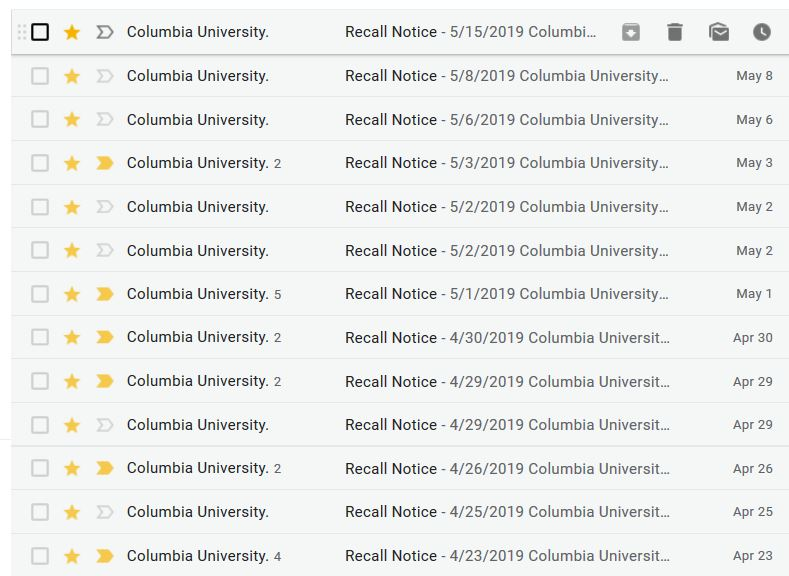 Columbia University. Recall Notice - 5/15/2019 Columbi…
Columbia University. Recall Notice - 5/8/2019 Columbia University… May 8
Columbia University. Recall Notice - 5/6/2019 Columbia University… May 6
Columbia University. 2 Recall Notice - 5/3/2019 Columbia University… May 3
Columbia University. Recall Notice - 5/2/2019 Columbia University… May 2
Columbia University. Recall Notice - 5/2/2019 Columbia University… May 2
Columbia University. 5 Recall Notice - 5/1/2019 Columbia University… May 1
Columbia University. 2 Recall Notice - 4/30/2019 Columbia Universit… Apr 30
Columbia University. 2 Recall Notice - 4/29/2019 Columbia Universit… Apr 29
Columbia University. Recall Notice - 4/29/2019 Columbia Universit… Apr 29
Columbia University. 2 Recall Notice - 4/26/2019 Columbia Universit… Apr 26
Columbia University. Recall Notice - 4/25/2019 Columbia Universit… Apr 25
Columbia University. 4 Recall Notice - 4/23/2019 Columbia Universit… Apr 23